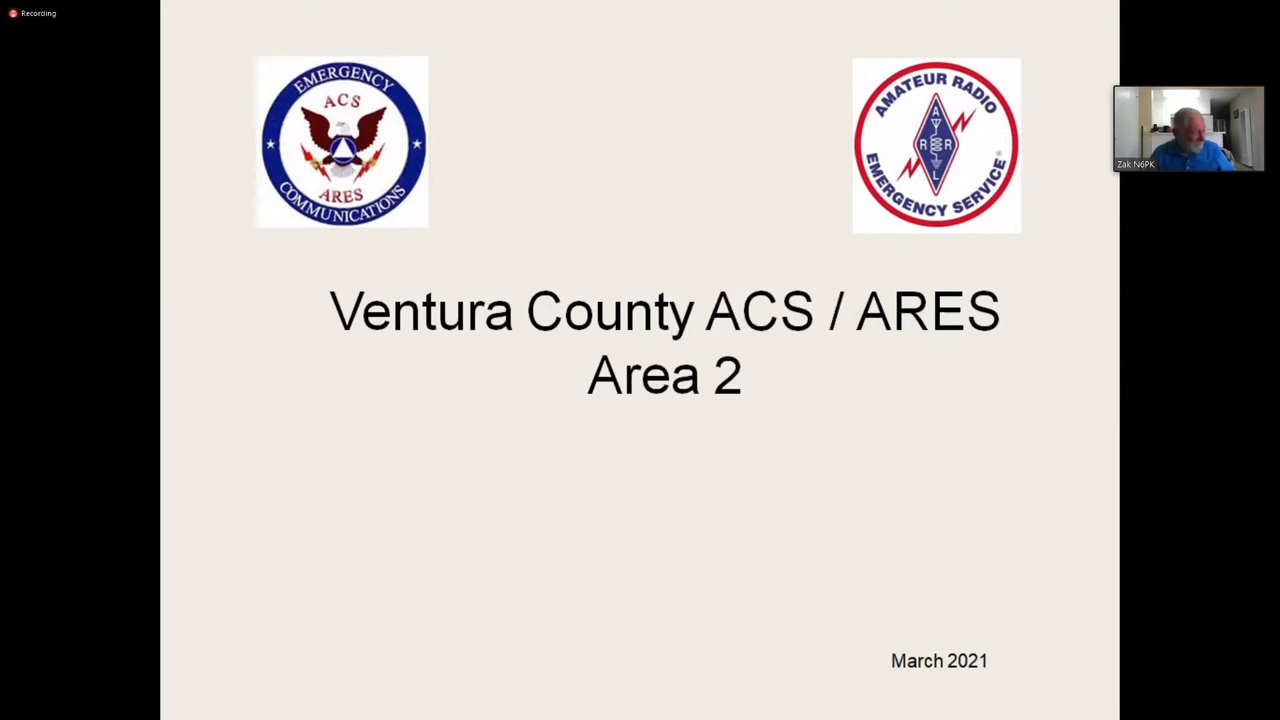 Recording
EMERGENCY
ACS
ARES
COMMUNICATIONS
AMATEUR RADIO
A
R R
L
EMERGENCY SERVICE®
Zak N6PK
Ventura County ACS / ARES
Area 2
March 2021